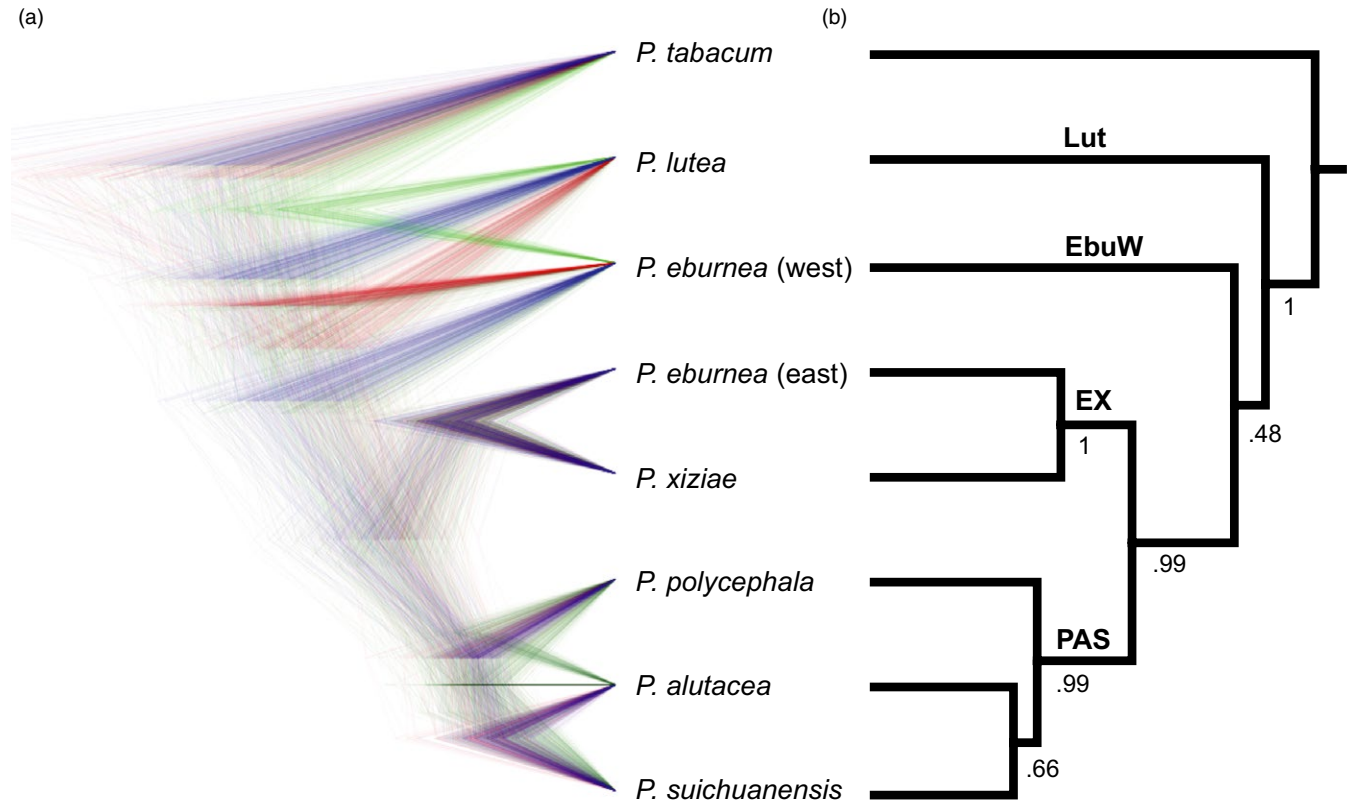 (a) (b)
P. tabacum
Lut
P. lutea
EbuW
P. eburnea (west)
1
P. eburnea (east)
EX
.48
1
P. xiziae
.99
P. polycephala
PAS
.99
P. alutacea
.66
P. suichuanensis